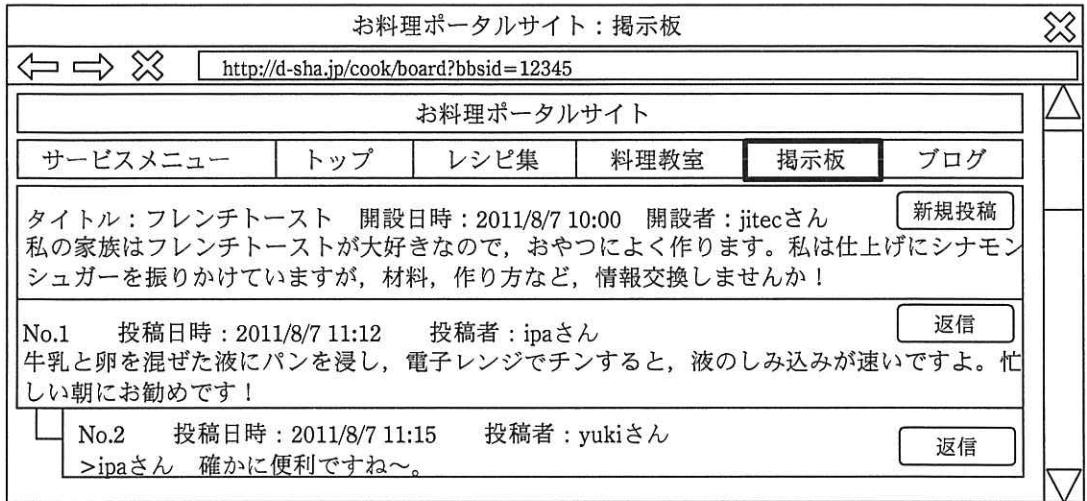 お料理ポータルサイト：掲示板
http://d-sha.jp/cook/board?bbsid=12345
お料理ポータルサイト
サービスメニュー トップ レシピ集 料理教室 掲示板 ブログ
タイトル：フレンチトースト 開設日時：2011/8/7 10:00 開設者：jitecさん 新規投稿
私の家族はフレンチトーストが大好きなので，おやつによく作ります。私は仕上げにシナモン
シュガーを振りかけていますが，材料，作り方など，情報交換しませんか！
No.1 投稿日時：2011/8/7 11:12 投稿者：ipaさん 返信
牛乳と卵を混ぜた液にパンを浸し，電子レンジでチンすると，液のしみ込みが速いですよ。忙
しい朝にお勧めです！
No.2 投稿日時：2011/8/7 11:15 投稿者：yukiさん 返信
>ipaさん 確かに便利ですね～。